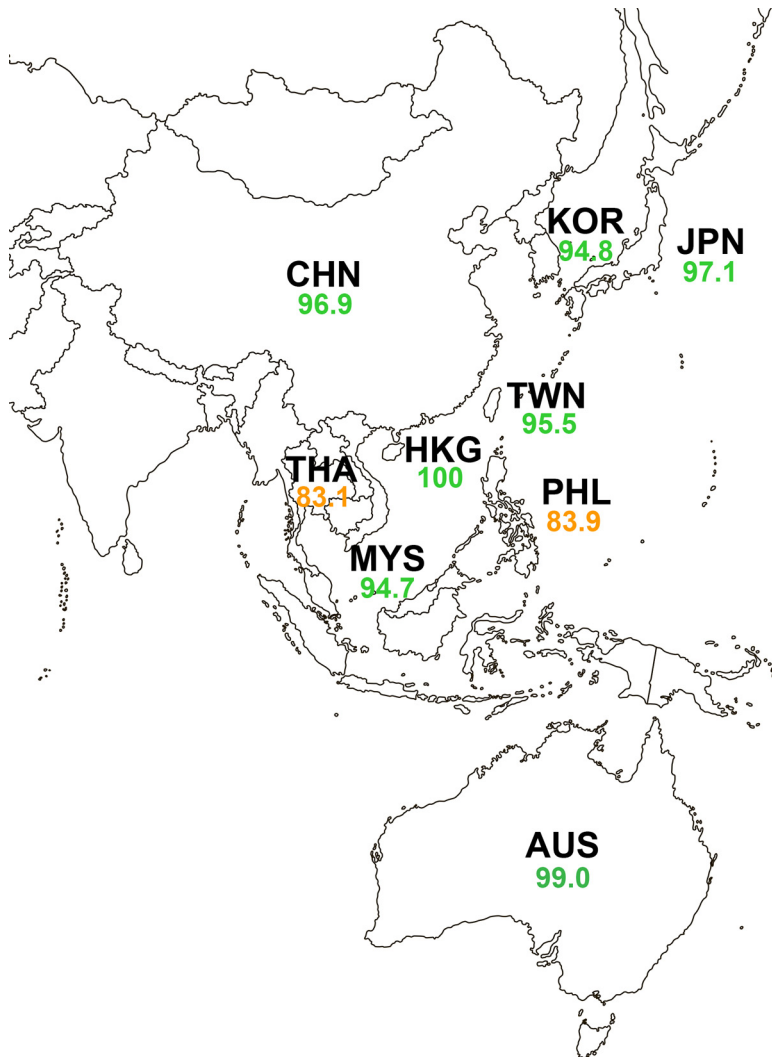 KOR
94.8
JPN
97.1
CHN
96.9
TWN
95.5
HKG
100
THA
83.1
PHL
83.9
MYS
94.7
AUS
99.0